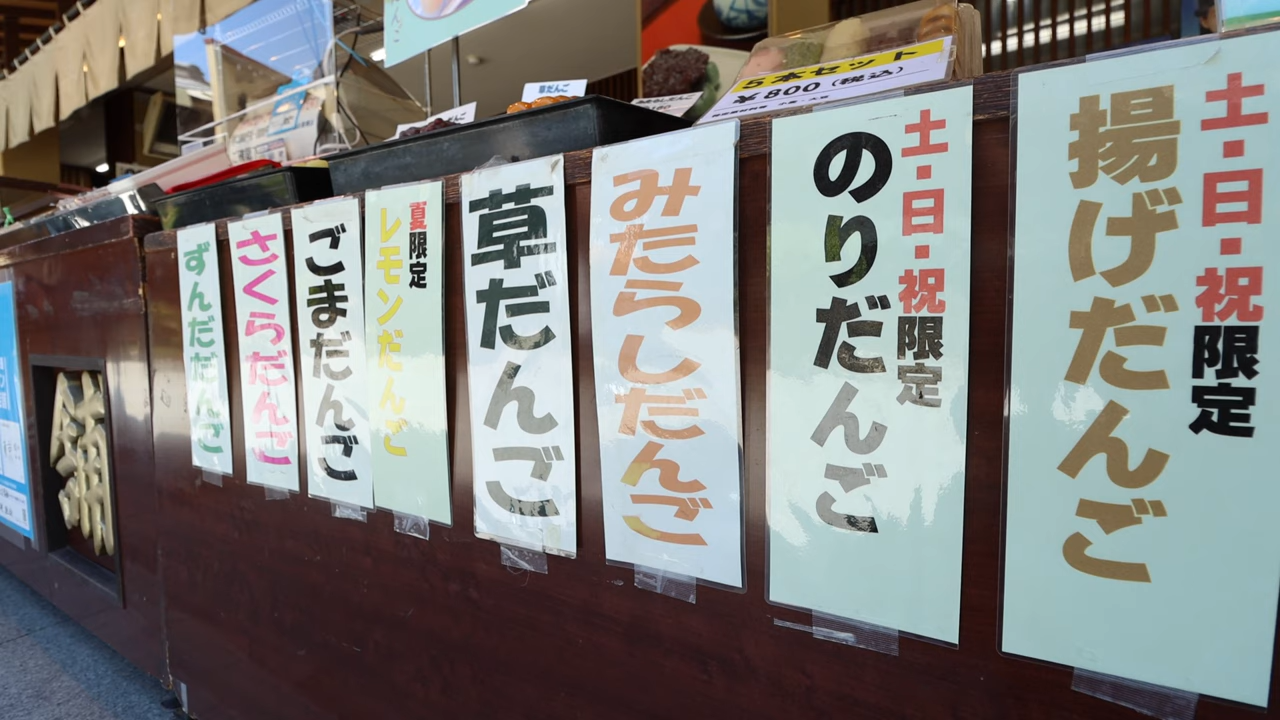 5本セット
¥800(税込)
草だんご
ずんだだんご
さくらだんご
ごまだんご
夏限定
レモンだんご
草だんご
みたらしだんご
土・日・祝限定
のりだんご
土・日・祝限定
揚げだんご